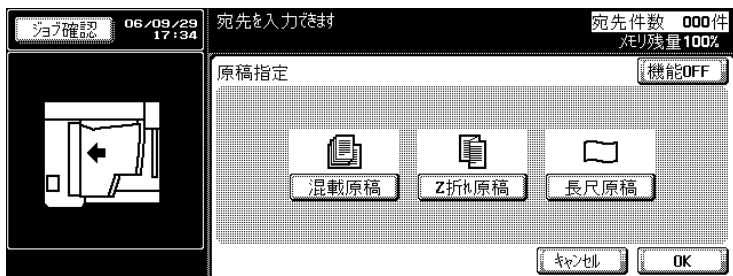 ジョブ確認
06/09/29
17:34
宛先を入力できます
宛先件数 000件
メモリ残量100%
原稿指定
機能OFF
混載原稿
Z折れ原稿
長尺原稿
キャンセル
OK